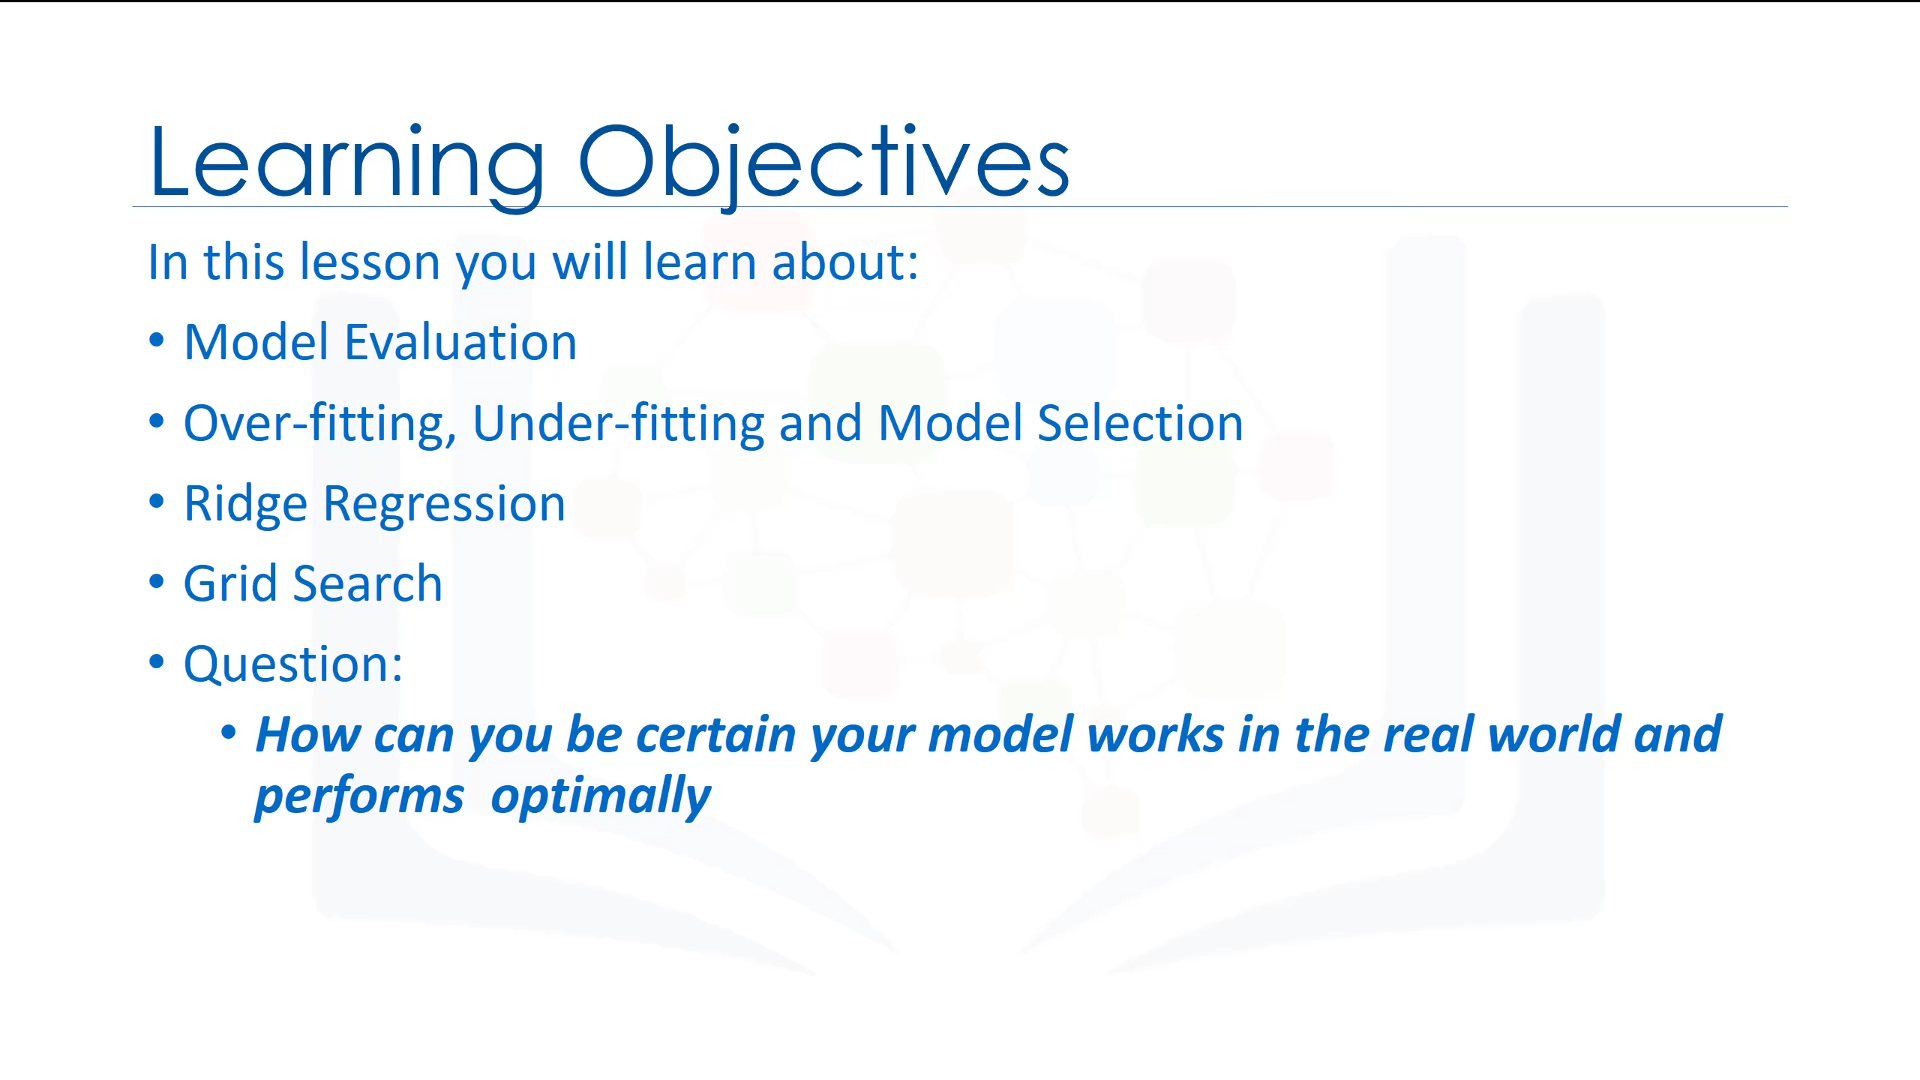 Learning Objectives
In this lesson you will learn about:
• Model Evaluation
• Over-fitting, Under-fitting and Model Selection
• Ridge Regression
• Grid Search
• Question:
• How can you be certain your model works in the real world and
performs  optimally